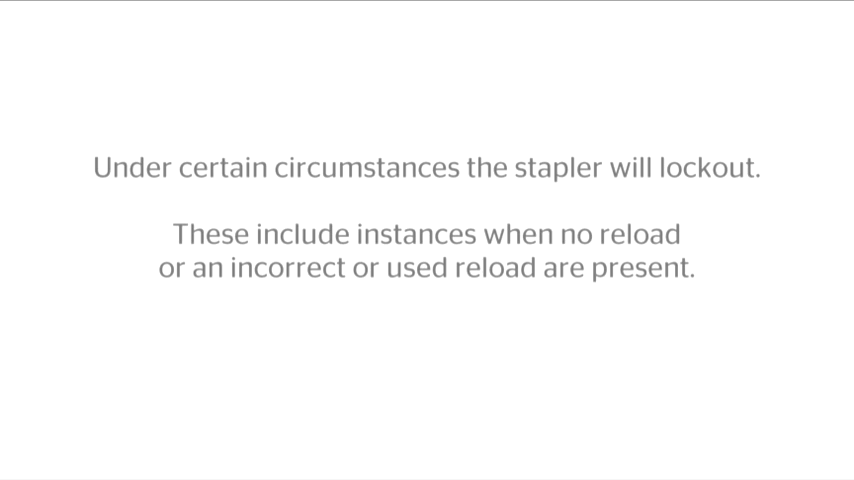 Under certain circumstances the stapler will lockout.
These include instances when no reload
or an incorrect or used reload are present.